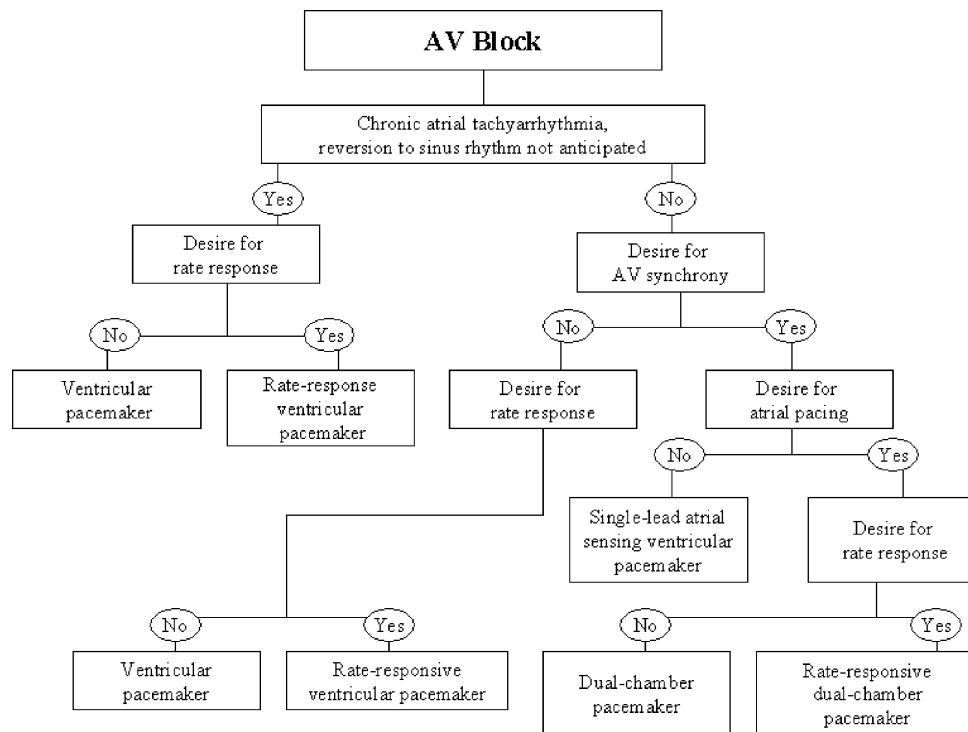 AV Block
Chronic atrial tachyarrhythmia,
reversion to sinus rhythm not anticipated
Yes
No
Desire for
rate response
Desire for
AV synchrony
No
Yes
No
Yes
Ventricular
pacemaker
Rate-response
ventricular
pacemaker
Desire for
rate response
Desire for
atrial pacing
No
Yes
Single-lead atrial
sensing ventricular
pacemaker
Desire for
rate response
No
Yes
No
Yes
Ventricular
pacemaker
Rate-responsive
ventricular pacemaker
Dual-chamber
pacemaker
Rate-responsive
dual-chamber
pacemaker